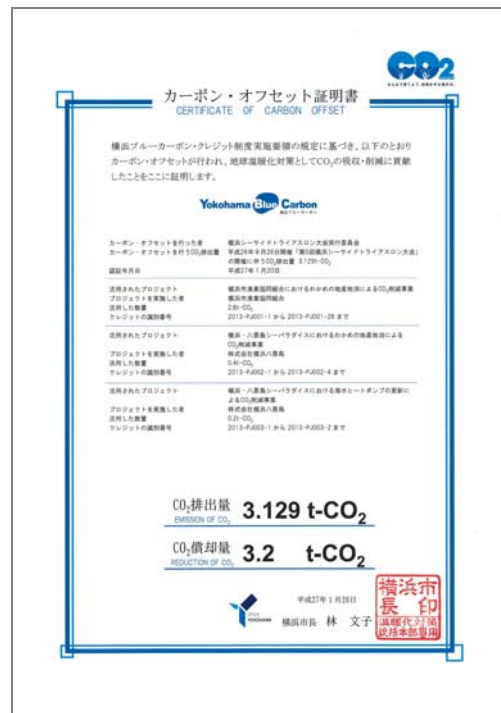 CO2
カーボン・オフセット証明書
CERTIFICATE OF CARBON OFFSET
横浜ブルーカーボン・クレジット制度実施要領の規定に基づき、以下のとおり
カーボン・オフセットが行われ、地球温暖化対策としてCO₂の吸収・削減に貢献
したことをここに証明します。
Yokohama Blue Carbon
横浜ブルーカーボン
カーボン・オフセットを行った者 横浜シーサイドトライアスロン大会実行委員会
カーボン・オフセットを行うCO₂排出量 平成26年9月28日開催「第5回横浜シーサイドトライアスロン大会」
の開催に伴うCO₂排出量 3.129t-CO₂
認証年月日 平成27年1月20日
活用されたプロジェクト 横浜市漁業協同組合におけるわかめの地産地消によるCO₂削減事業
プロジェクトを実施した者 横浜市漁業協同組合
活用した数量 2.6t-CO₂
クレジットの識別番号 2013-PJ001-1 から 2013-PJ001-26 まで
活用されたプロジェクト 横浜・八景島シーパラダイスにおけるわかめの地産地消による
CO₂削減事業
プロジェクトを実施した者 株式会社横浜八景島
活用した数量 0.4t-CO₂
クレジットの識別番号 2013-PJ002-1 から 2013-PJ002-4 まで
活用されたプロジェクト 横浜・八景島シーパラダイスにおける海水ヒートポンプの更新に
よるCO₂削減事業
プロジェクトを実施した者 株式会社横浜八景島
活用した数量 0.2t-CO₂
クレジットの識別番号 2013-PJ003-1 から 2013-PJ003-2 まで
CO₂排出量 3.129 t-CO₂
EMISSION OF CO₂
CO₂償却量 3.2 t-CO₂
REDUCTION OF CO₂
平成27年1月20日
OPEN
YOKOHAMA
横浜市長 林 文子
横浜市
長印
温暖化対策
統括本部専用